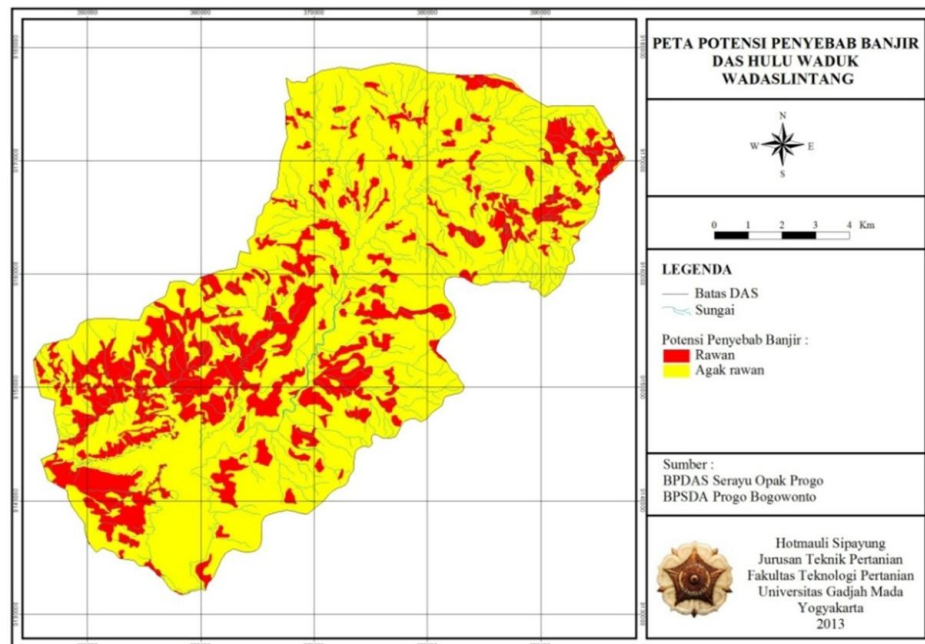 PETA POTENSI PENYEBAB BANJIR
DAS HULU WADUK
WADASLINTANG
N
W E
S
0 1 2 3 4 Km
LEGENDA
Batas DAS
Sungai
Potensi Penyebab Banjir :
Rawan
Agak rawan
Sumber :
BPDAS Serayu Opak Progo
BPSDA Progo Bogowonto
Hotmauli Sipayung
Jurusan Teknik Pertanian
Fakultas Teknologi Pertanian
Universitas Gadjah Mada
Yogyakarta
2013